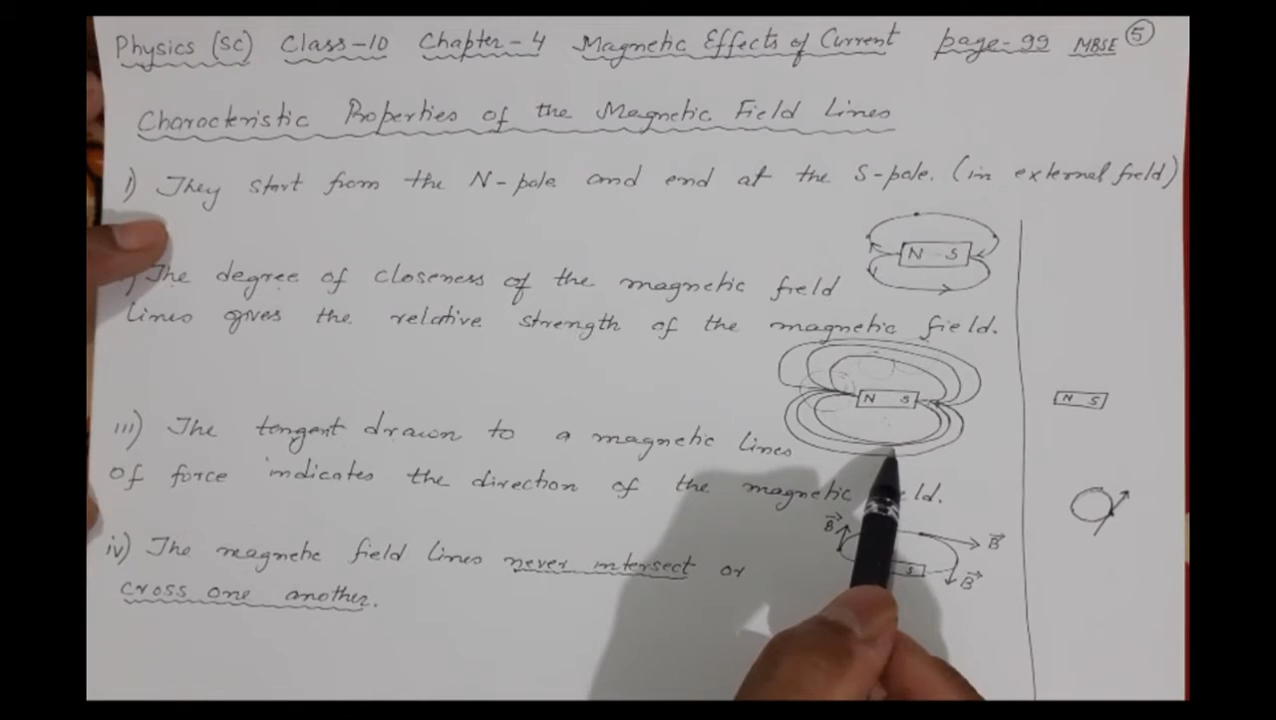 Physics (SC) Class-10 Chapter-4 Magnetic Effects of Current page-99 MBSE 5
Characteristic Properties of the Magnetic Field Lines
i) They start from the N-pole and end at the S-pole. (in external field)
N S
) The degree of closeness of the magnetic field
lines gives the relative strength of the magnetic field.
N S
N S
iii) The tangent drawn to a magnetic lines
of force indicates the direction of the magnetic
B
B
S
B
iv) The magnetic field lines never intersect or
cross one another.